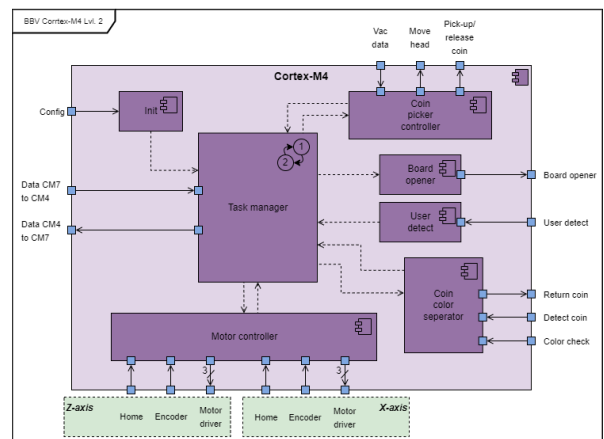 BBV Corrtex-M4 Lvl. 2
Vac
data
Move
head
Pick-up/
release
coin
Cortex-M4
Config
Init
Coin
picker
controller
1
2
Board
opener
Board opener
Data CM7
to CM4
Task manager
User
detect
User detect
Data CM4
to CM7
Coin
color
seperator
Return coin
Detect coin
Color check
Motor controller
3
3
Z-axis
Home
Encoder
Motor
driver
Home
Encoder
Motor
driver
X-axis